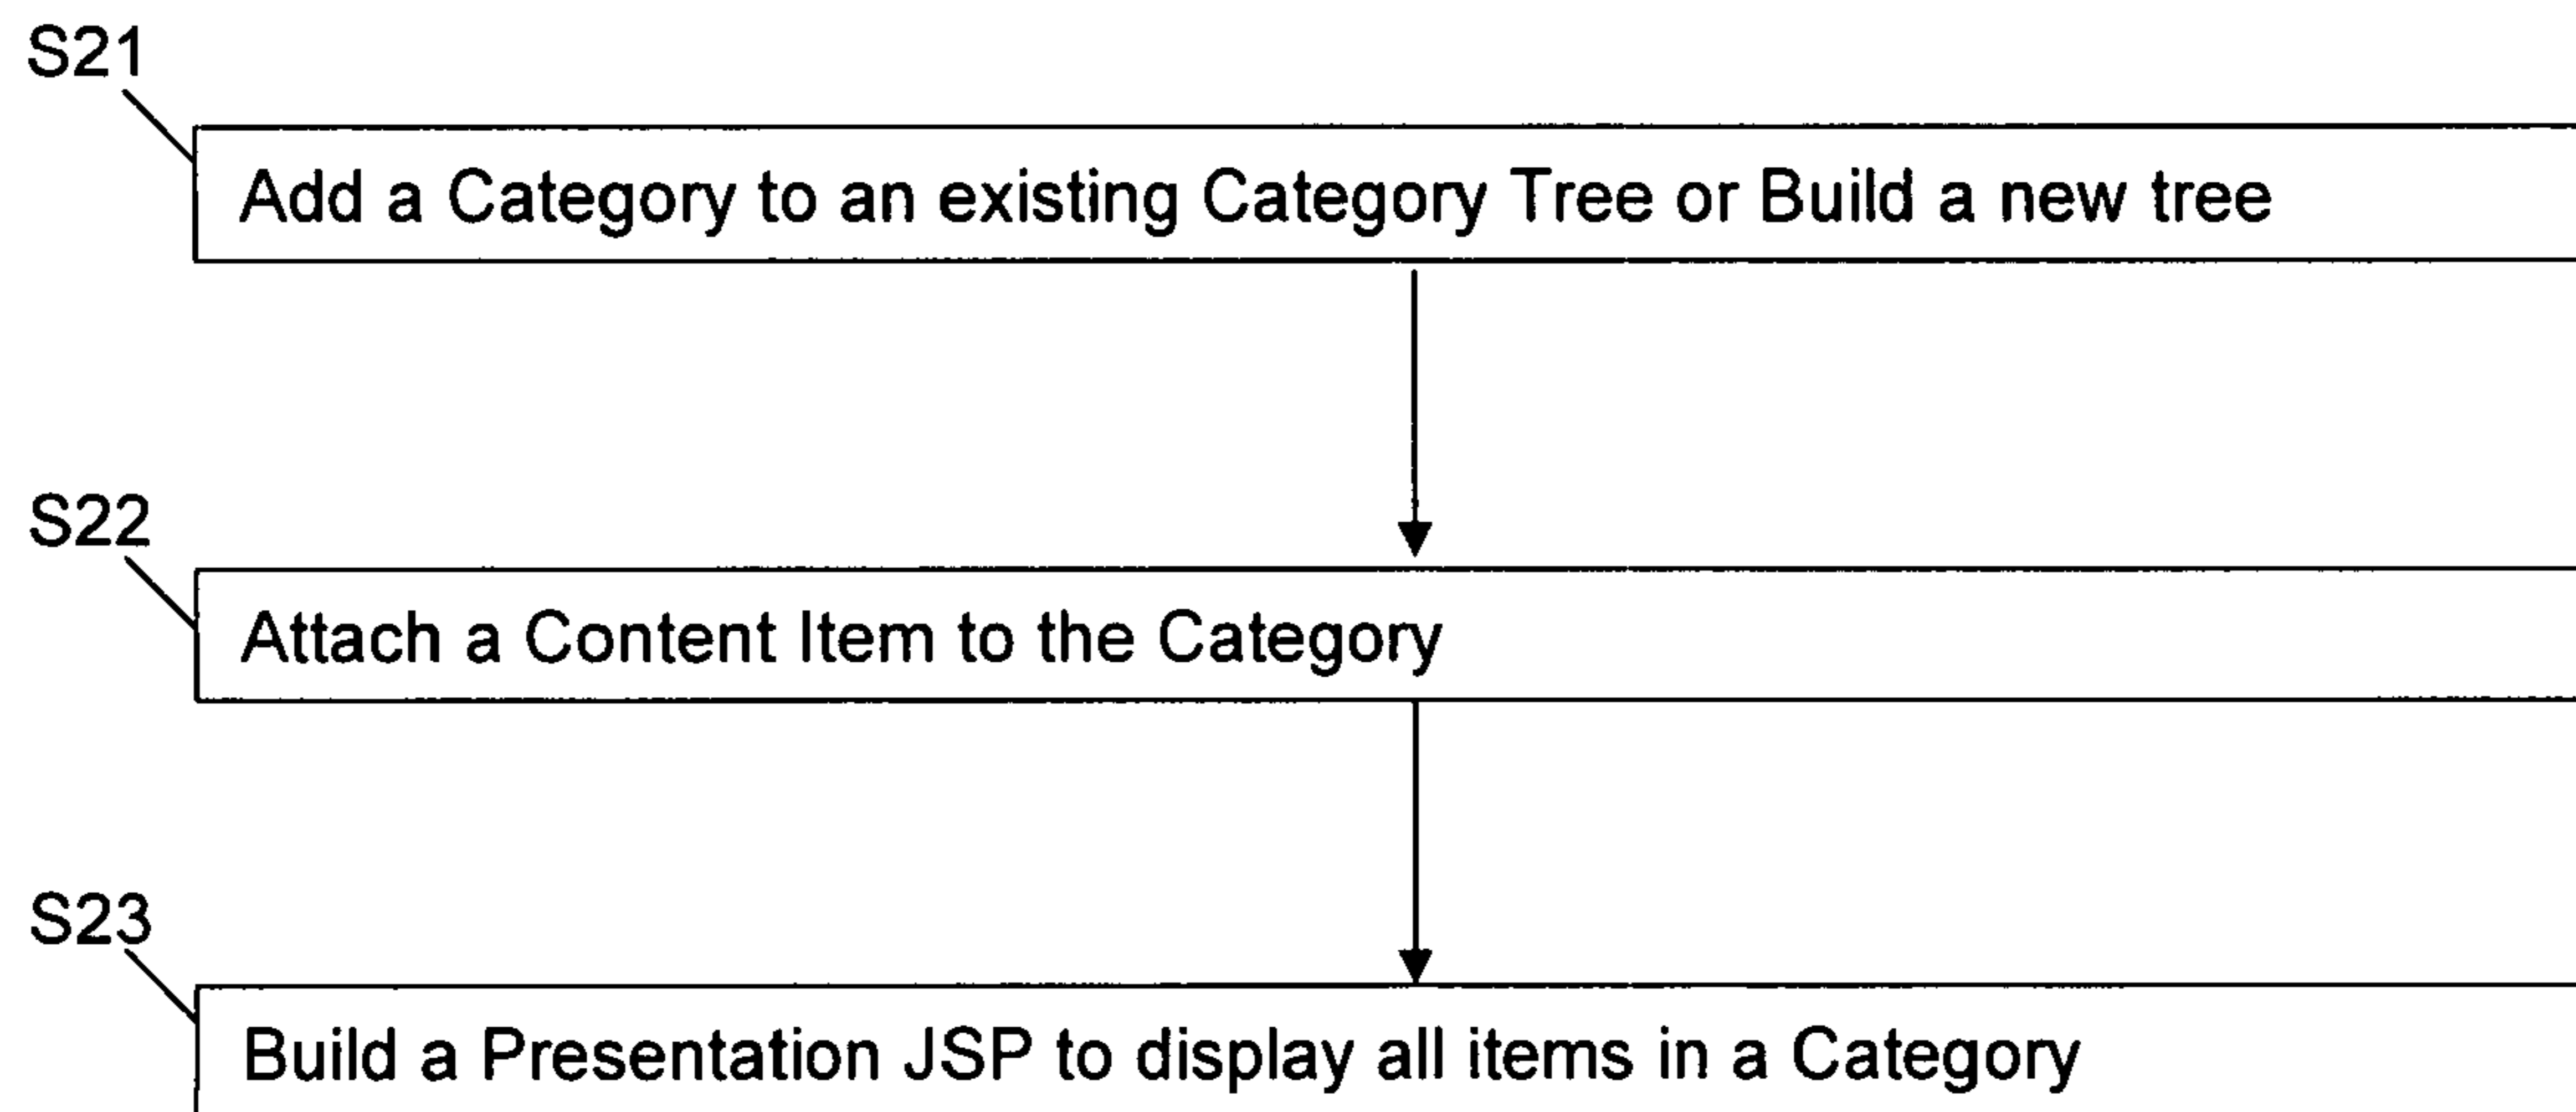 S21
Add a Category to an existing Category Tree or Build a new tree
S22
Attach a Content Item to the Category
S23
Build a Presentation JSP to display all items in a Category